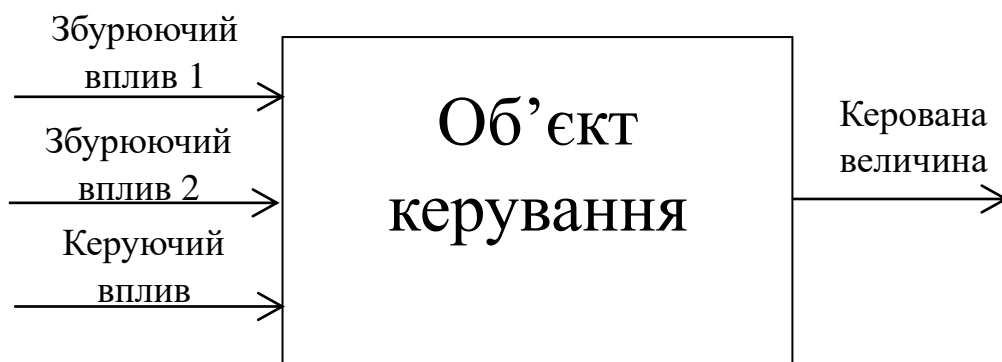 Збурюючий
вплив 1
Збурюючий
вплив 2
Керуючий
вплив
Об’єкт
керування
Керована
величина